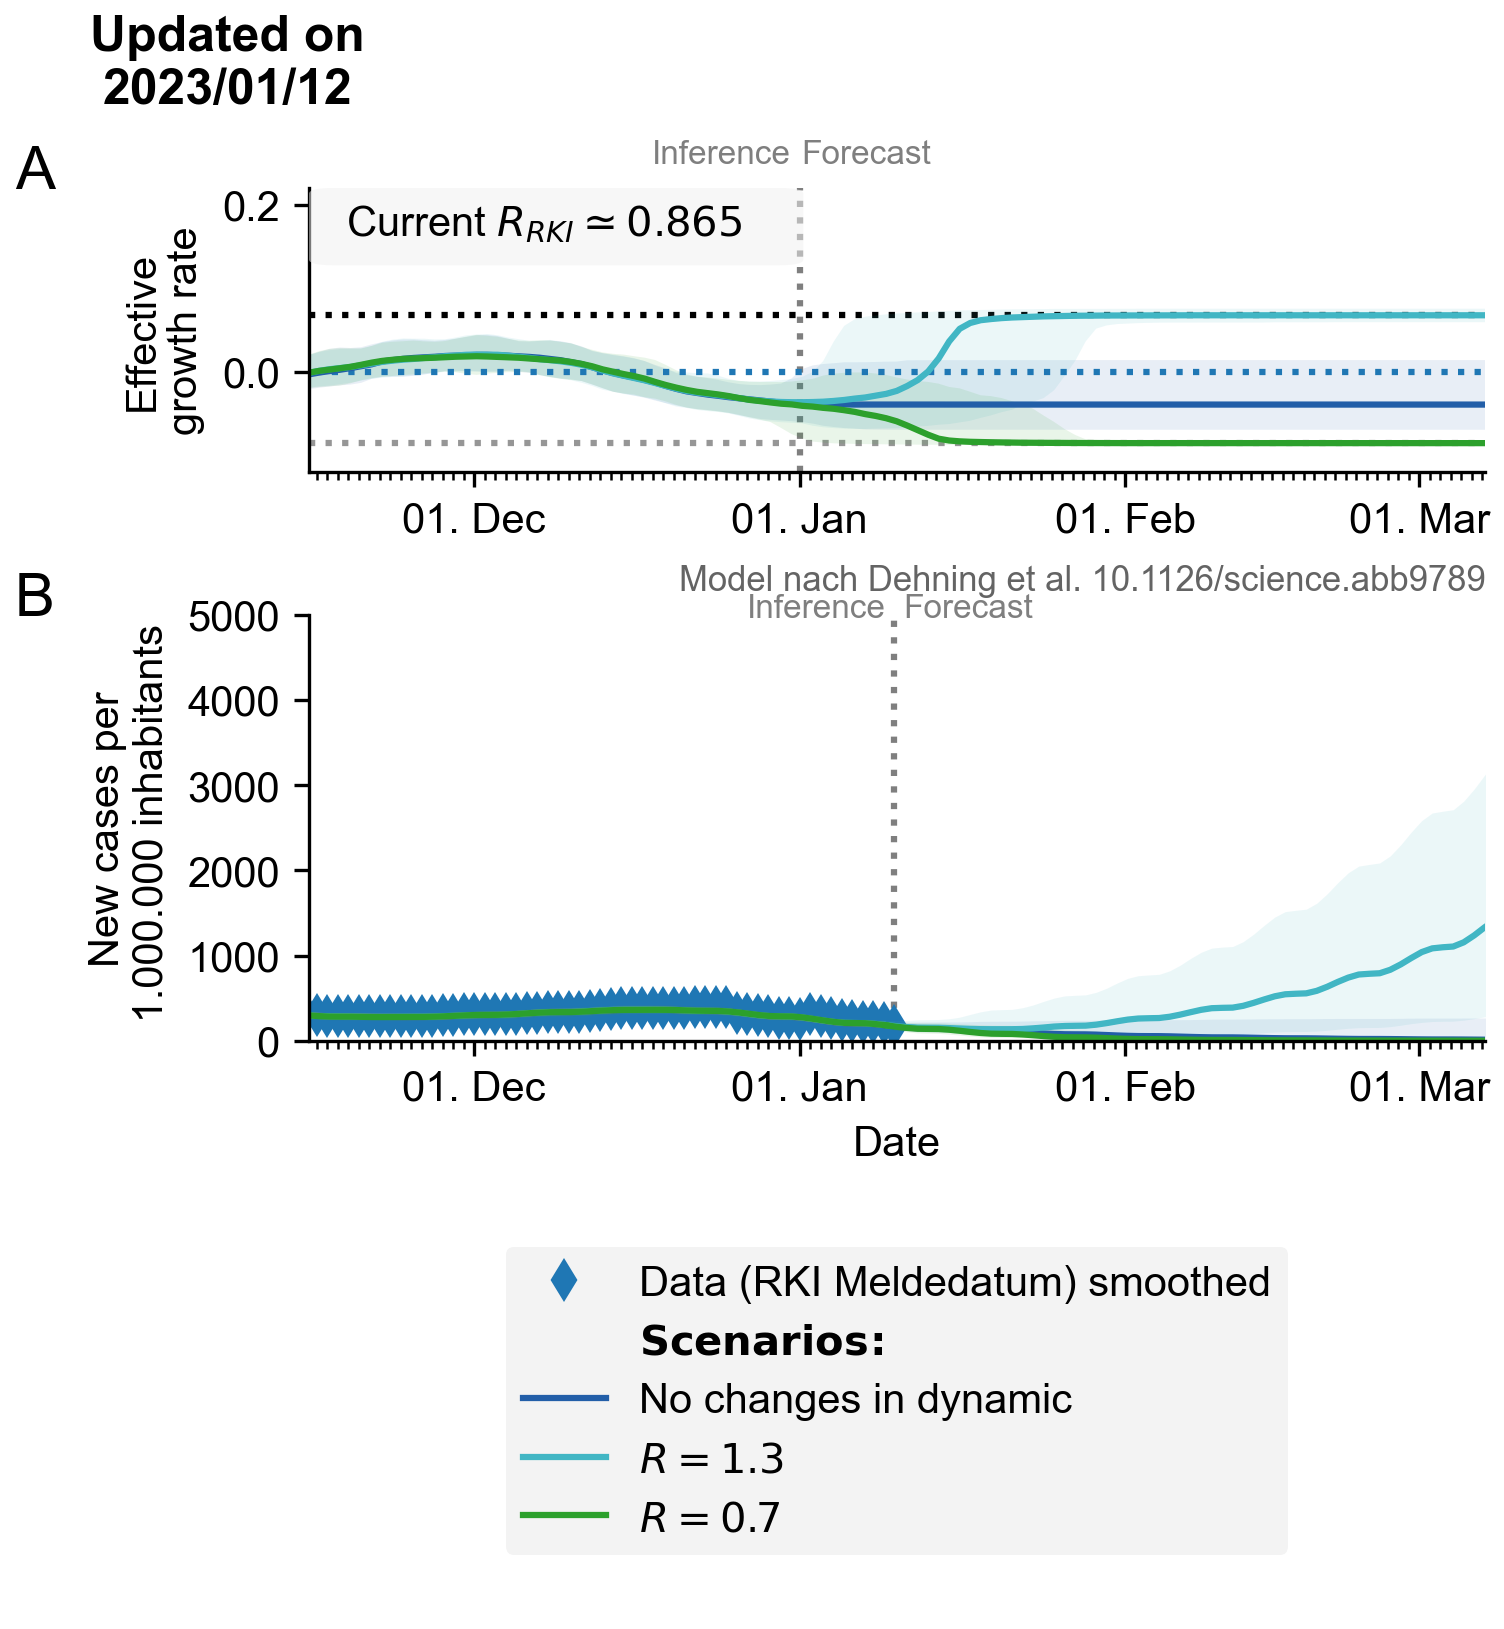 Updated on
2023/01/12
A
Inference Forecast
Current R_RKI ≃ 0.865
0.2
0.0
Effective
growth rate
01. Dec 01. Jan 01. Feb 01. Mar
B
Model nach Dehning et al. 10.1126/science.abb9789
Inference Forecast
5000
4000
3000
2000
1000
0
New cases per
1.000.000 inhabitants
01. Dec 01. Jan 01. Feb 01. Mar
Date
Data (RKI Meldedatum) smoothed
Scenarios:
No changes in dynamic
R = 1.3
R = 0.7